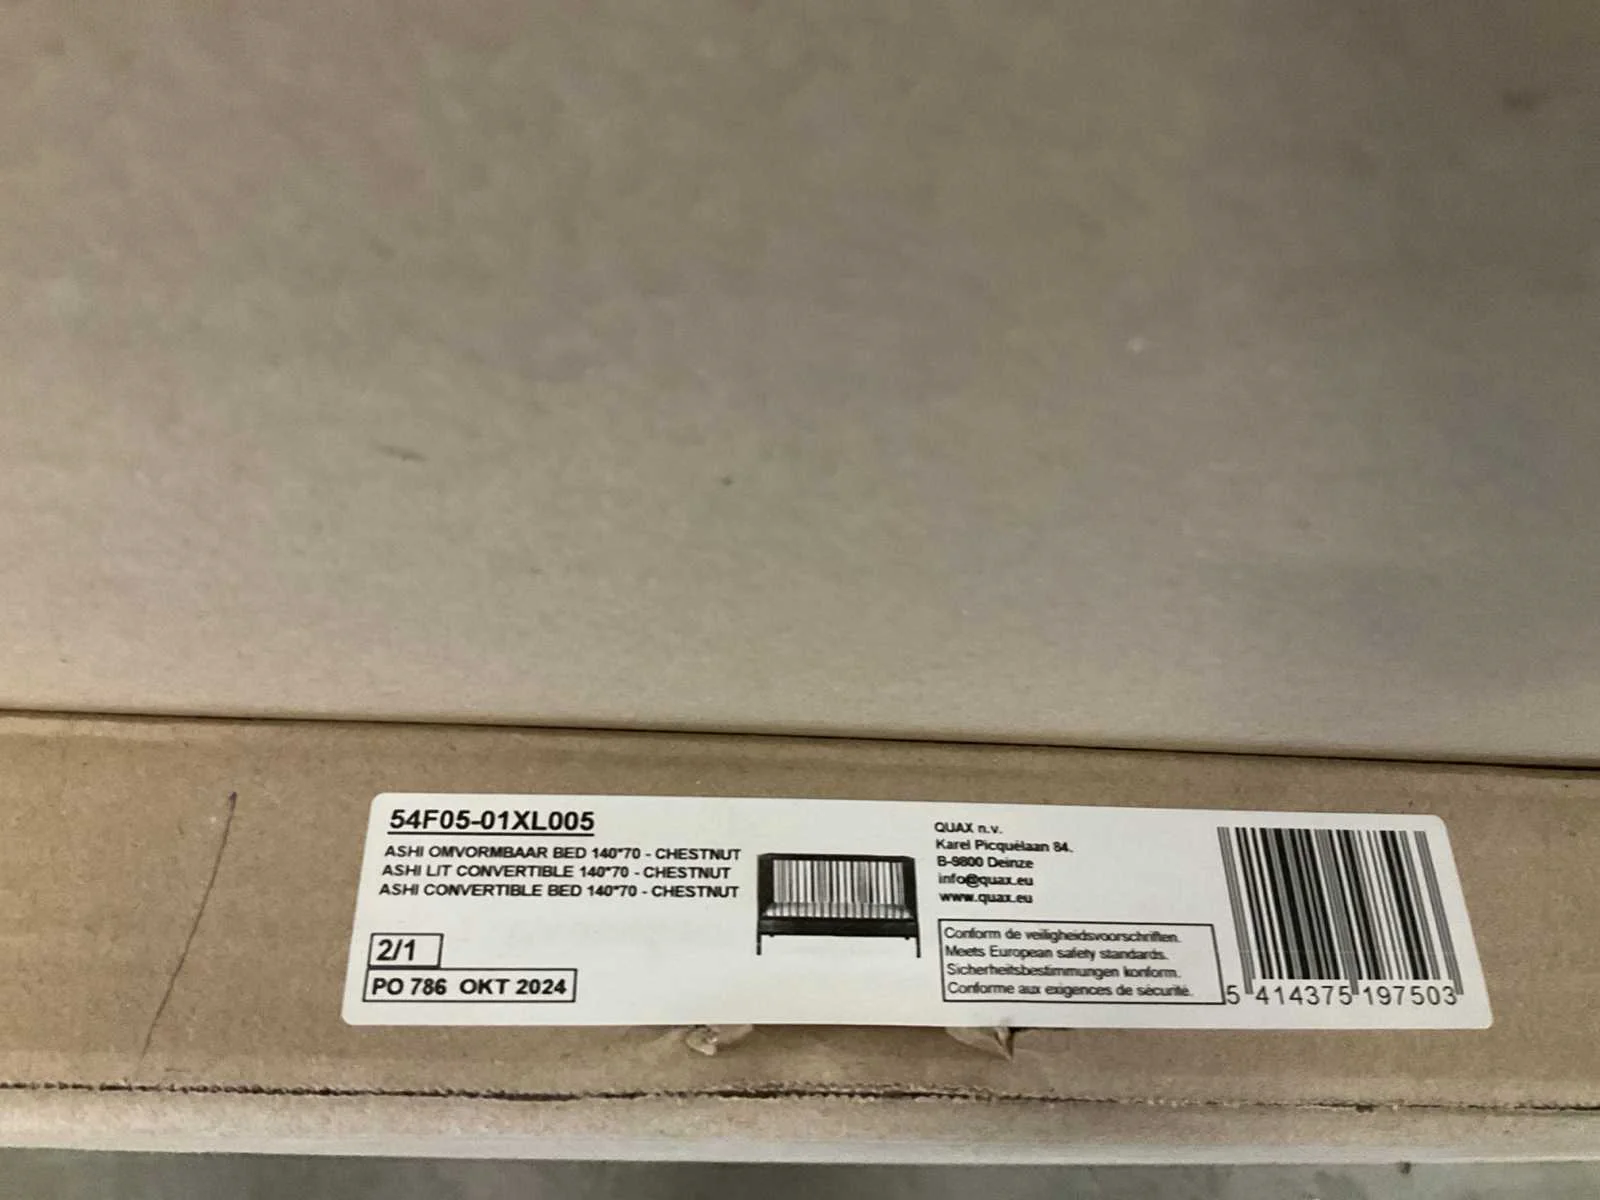 54F05-01XL005
ASHI OMVORMBAAR BED 140*70 - CHESTNUT
ASHI LIT CONVERTIBLE 140*70 - CHESTNUT
ASHI CONVERTIBLE BED 140*70 - CHESTNUT
2/1
PO 786 OKT 2024
QUAX n.v.
Karel Picquélaan 84.
B-9800 Deinze
info@quax.eu
www.quax.eu
Conform de veiligheidsvoorschriften.
Meets European safety standards.
Sicherheitsbestimmungen konform.
Conforme aux exigences de sécurité.
5 414375 197503